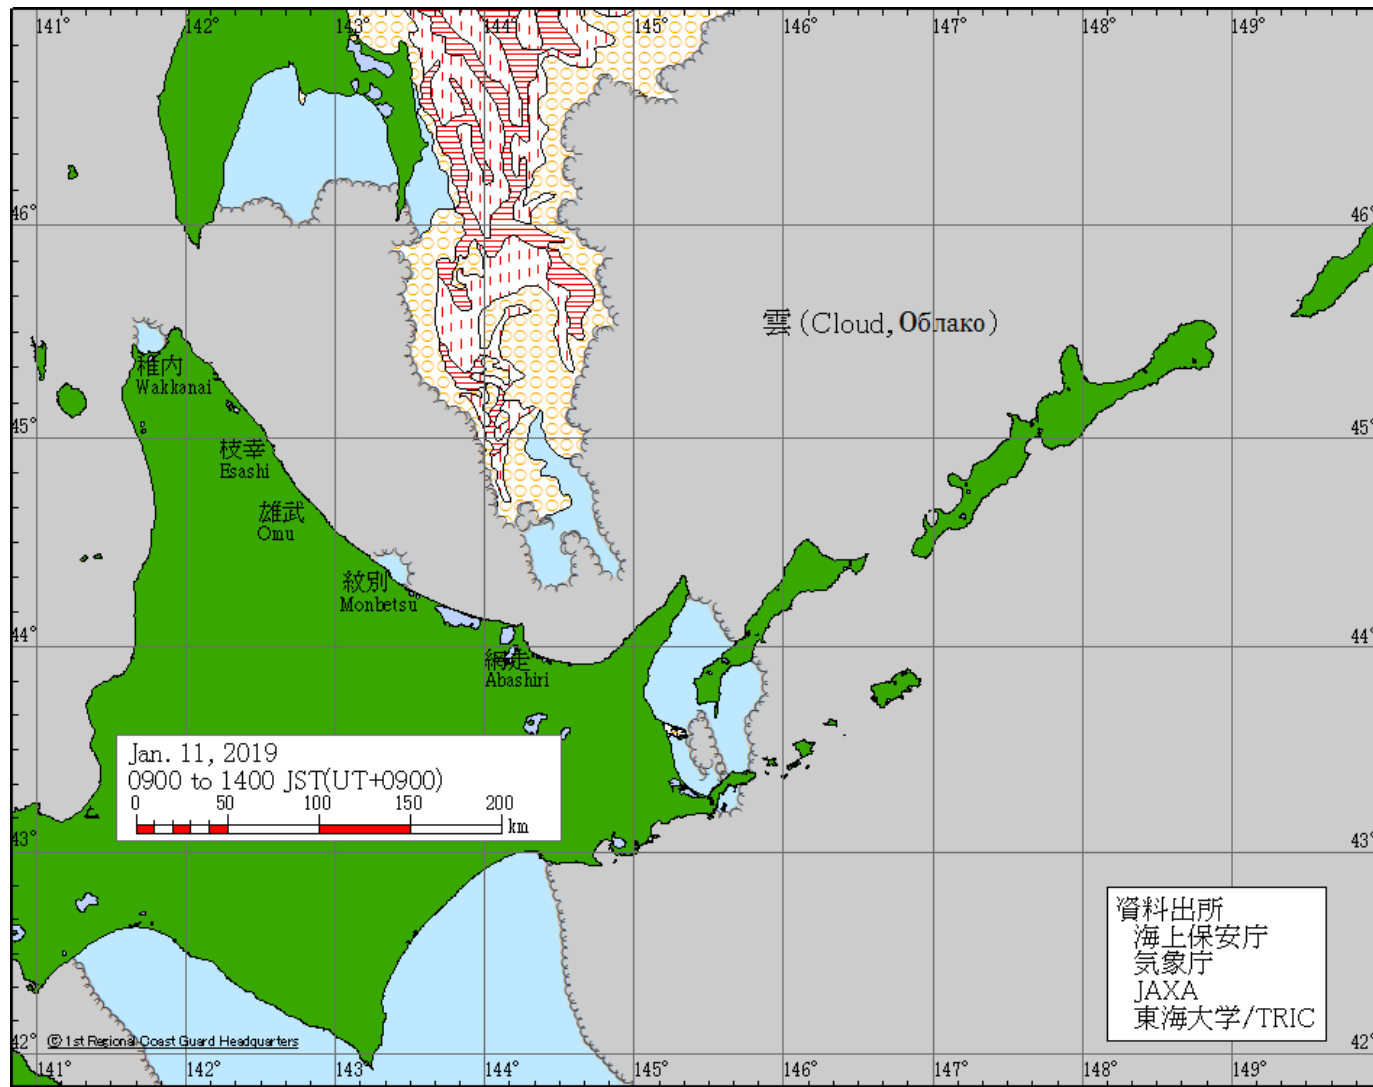 141° 142° 143° 144° 145° 146° 147° 148° 149°
46° 46°
雲 (Cloud, Облако)
稚内
Wakkanai
45° 45°
枝幸
Esashi
雄武
Omu
紋別
Monbetsu
44° 44°
網走
Abashiri
Jan. 11, 2019
0900 to 1400 JST(UT+0900)
0 50 100 150 200
km
43° 43°
資料出所
海上保安庁
気象庁
JAXA
東海大学/TRIC
42° 42°
© 1st Regional Coast Guard Headquarters
141° 142° 143° 144° 145° 146° 147° 148° 149°